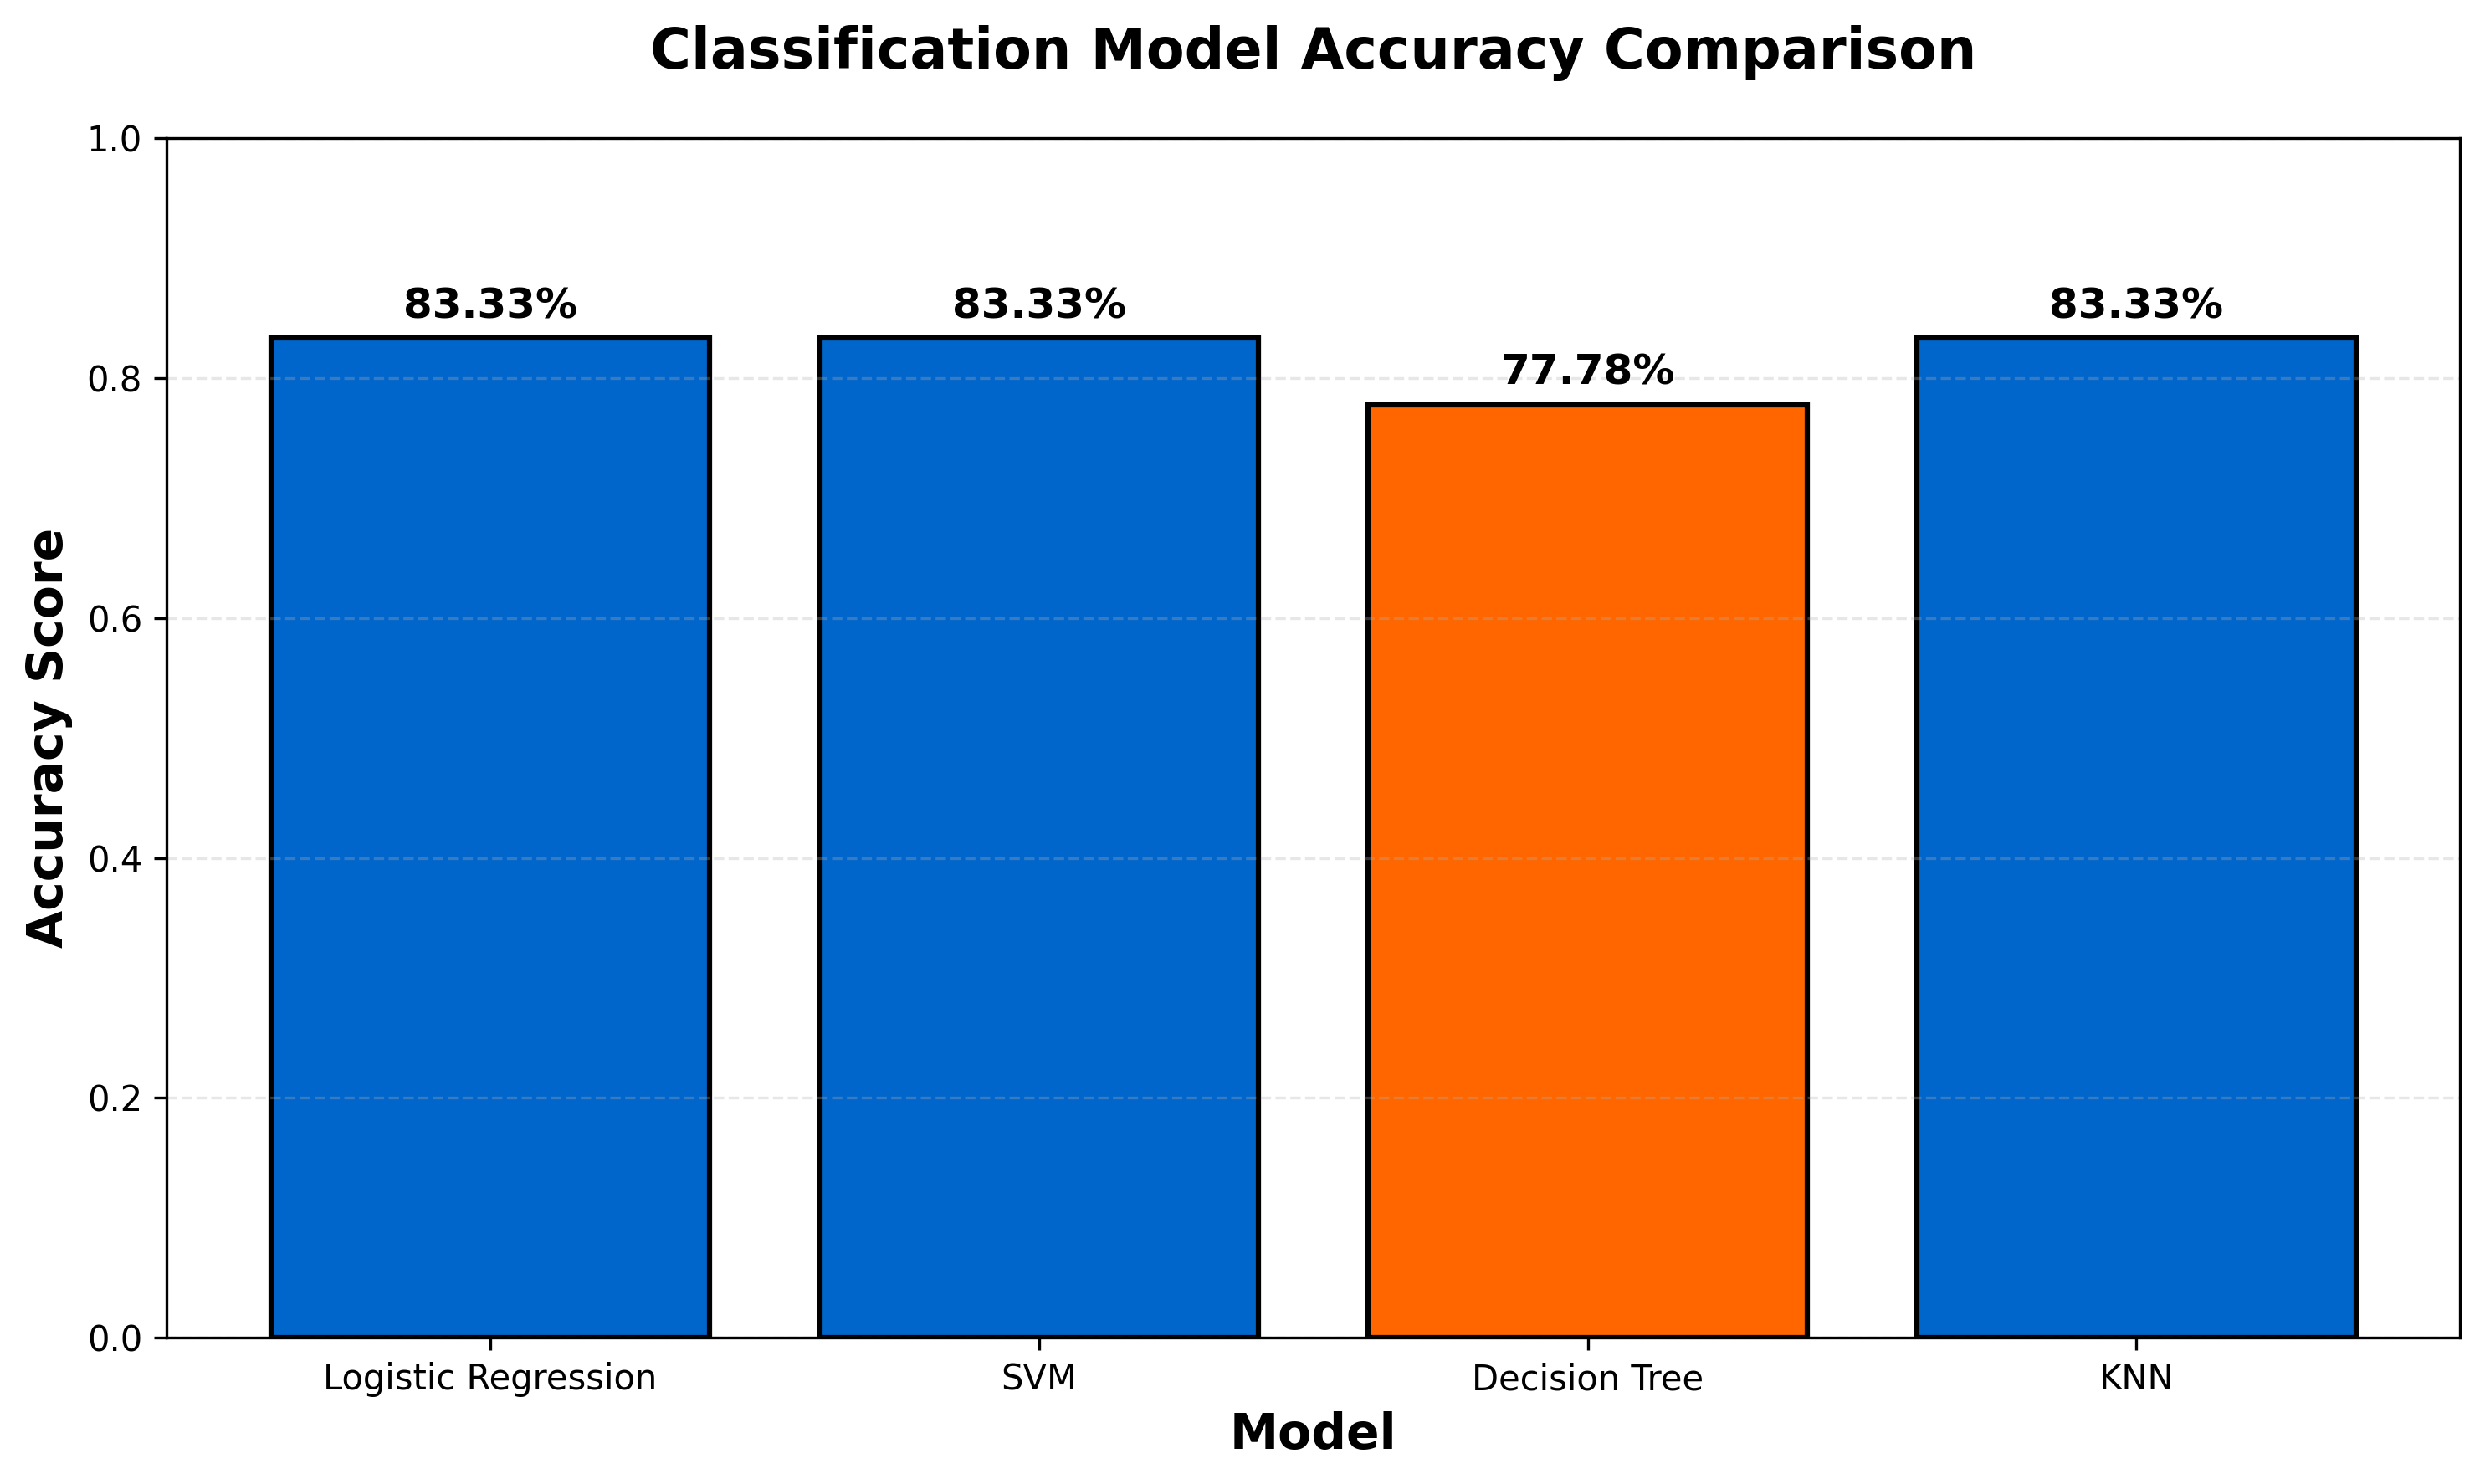 Classification Model Accuracy Comparison
1.0
0.8
0.6
0.4
0.2
0.0
Accuracy Score
83.33%
83.33%
77.78%
83.33%
Logistic Regression
SVM
Decision Tree
KNN
Model